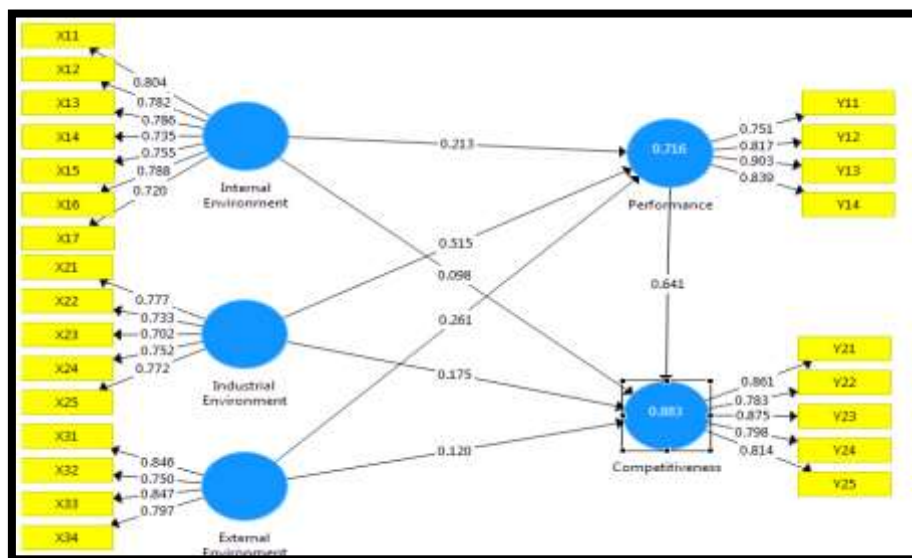 X11
X12
X13
X14
X15
X16
X17
0.804
0.782
0.786
0.735
0.755
0.788
0.720
Internal
Environment
X21
X22
X23
X24
X25
0.777
0.733
0.702
0.752
0.772
Industrial
Environment
X31
X32
X33
X34
0.846
0.750
0.847
0.797
External
Environment
0.213
0.515
0.098
0.261
0.175
0.120
0.641
0.716
Performance
0.751
0.817
0.903
0.839
Y11
Y12
Y13
Y14
0.883
Competitiveness
0.861
0.783
0.875
0.798
0.814
Y21
Y22
Y23
Y24
Y25